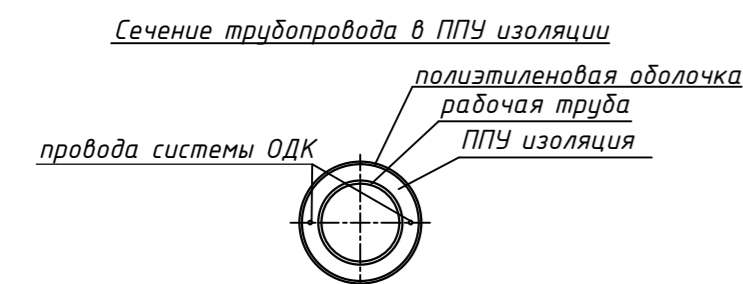 Сечение трубопровода в ППУ изоляции
полиэтиленовая оболочка
рабочая труба
ППУ изоляция
провода системы ОДК